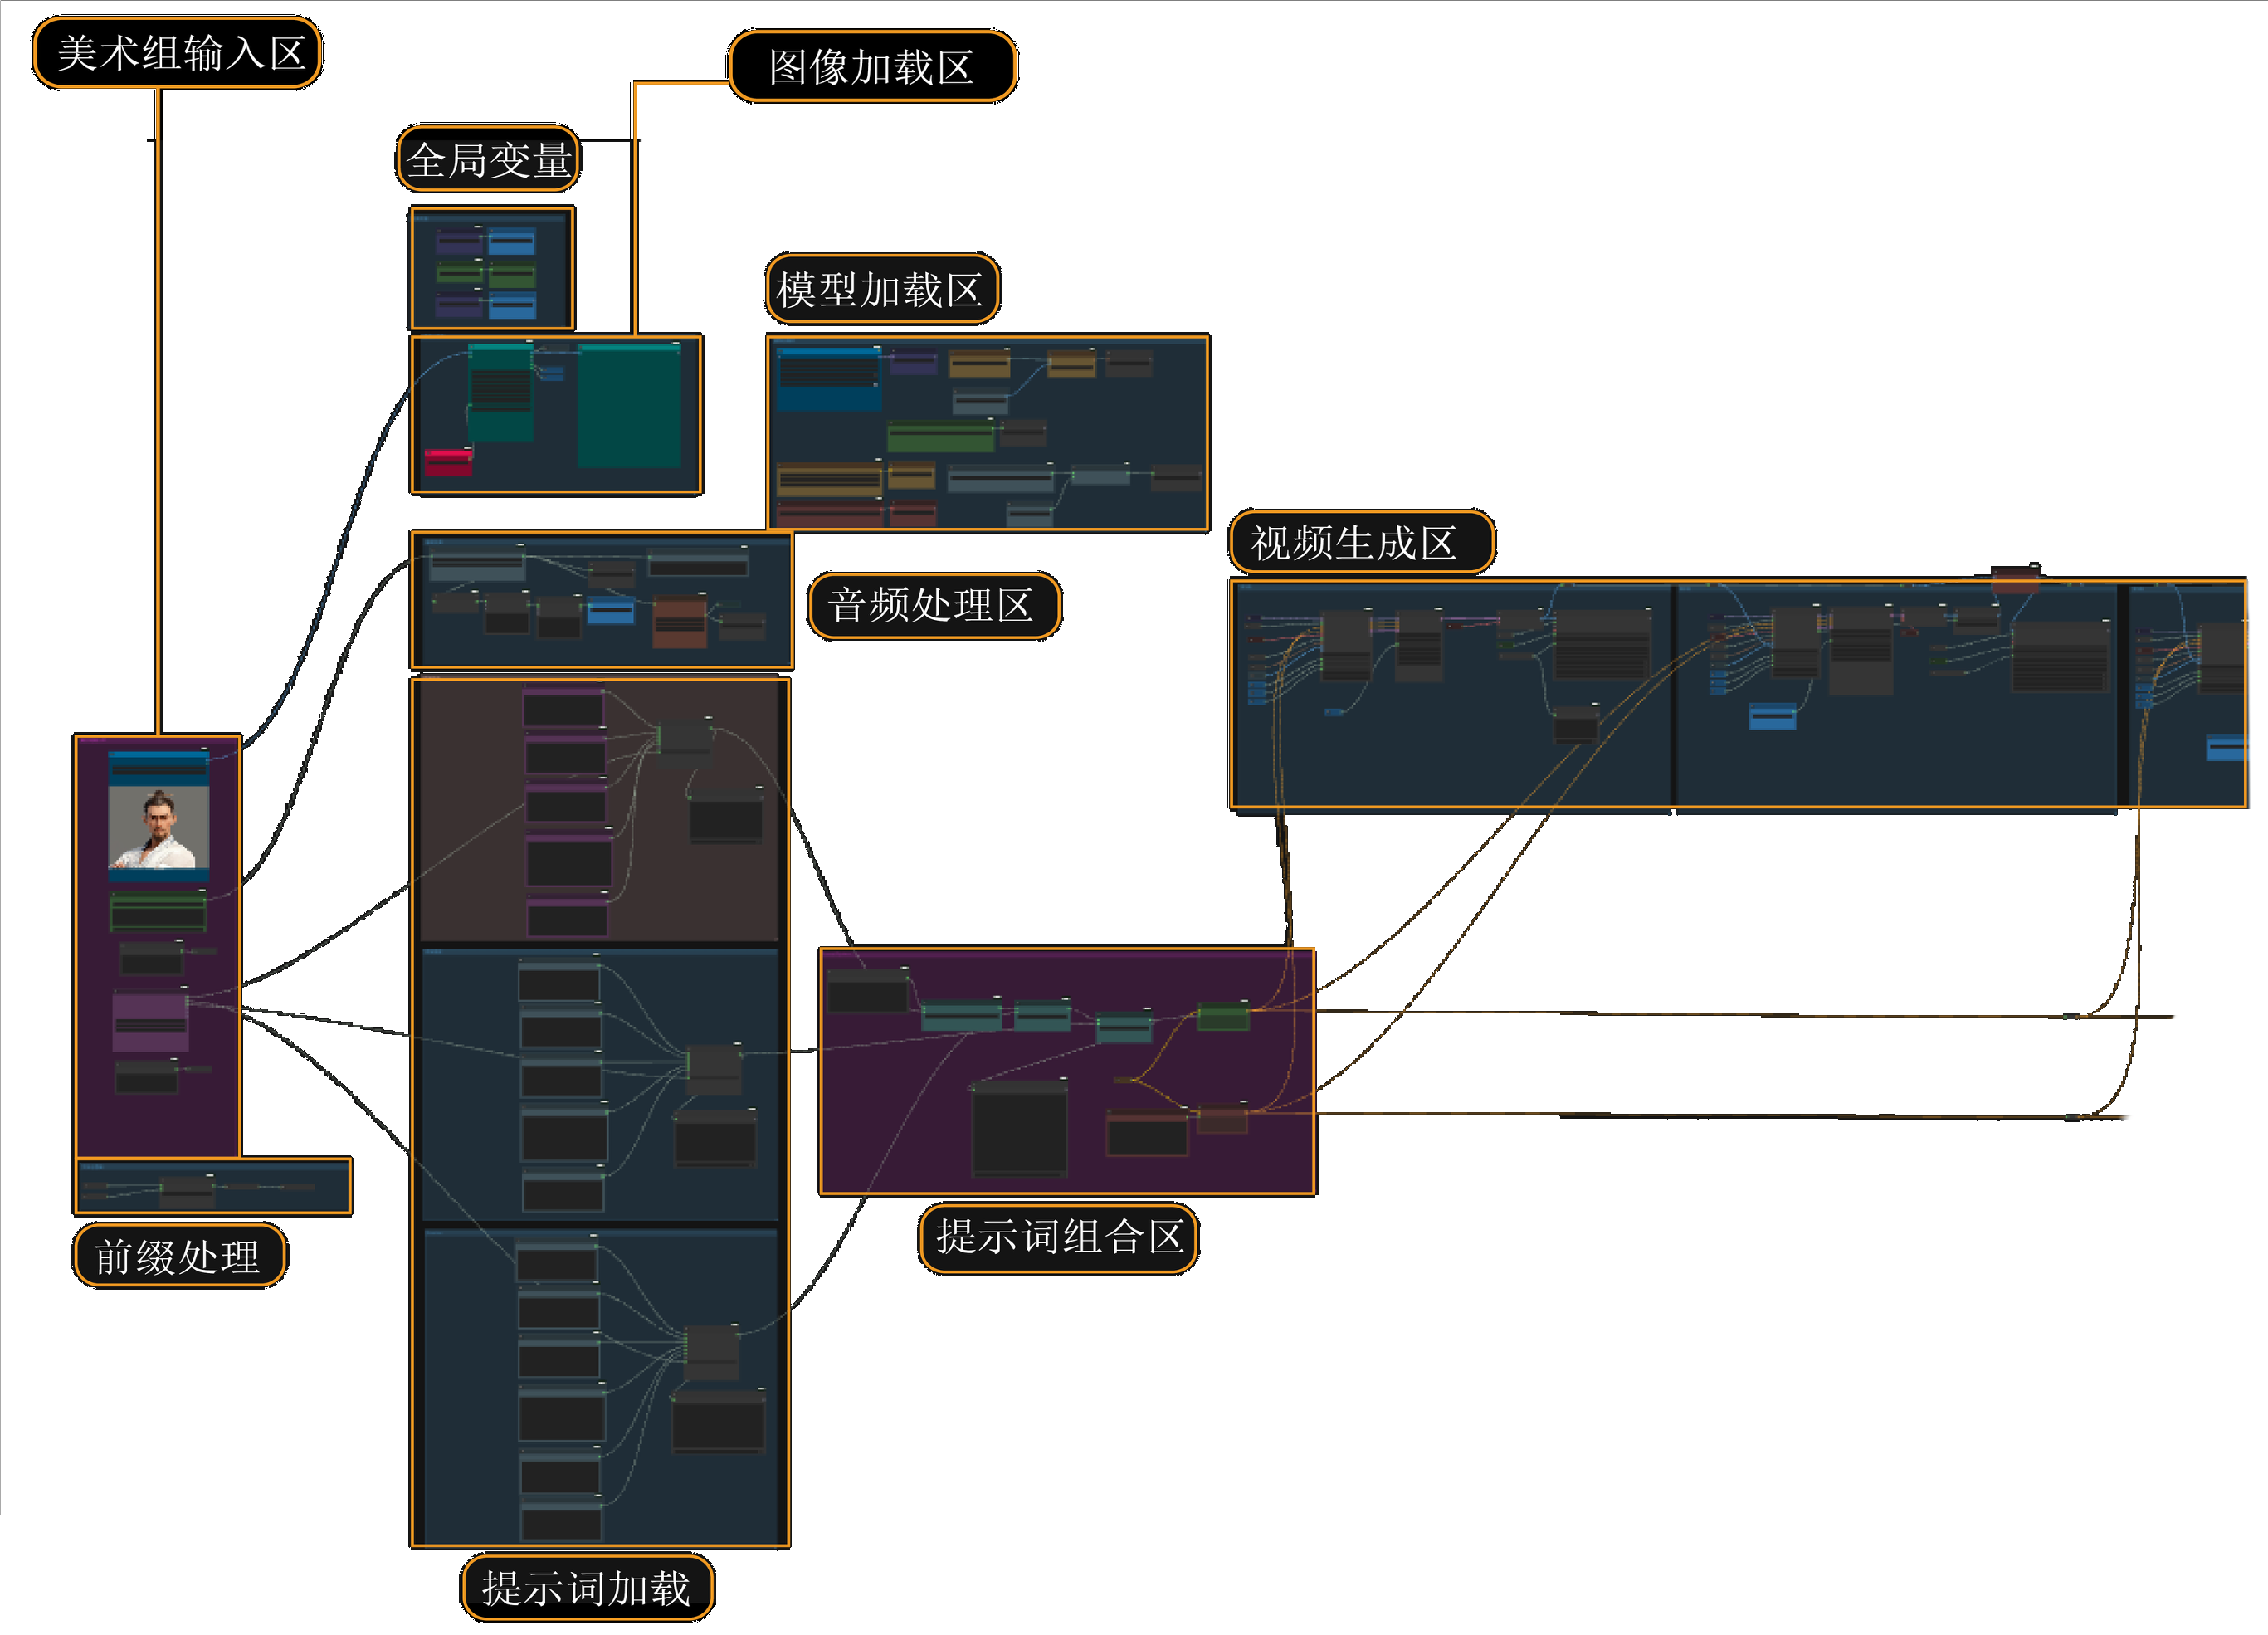 美术组输入区
图像加载区
全局变量
模型加载区
视频生成区
音频处理区
提示词组合区
前缀处理
提示词加载